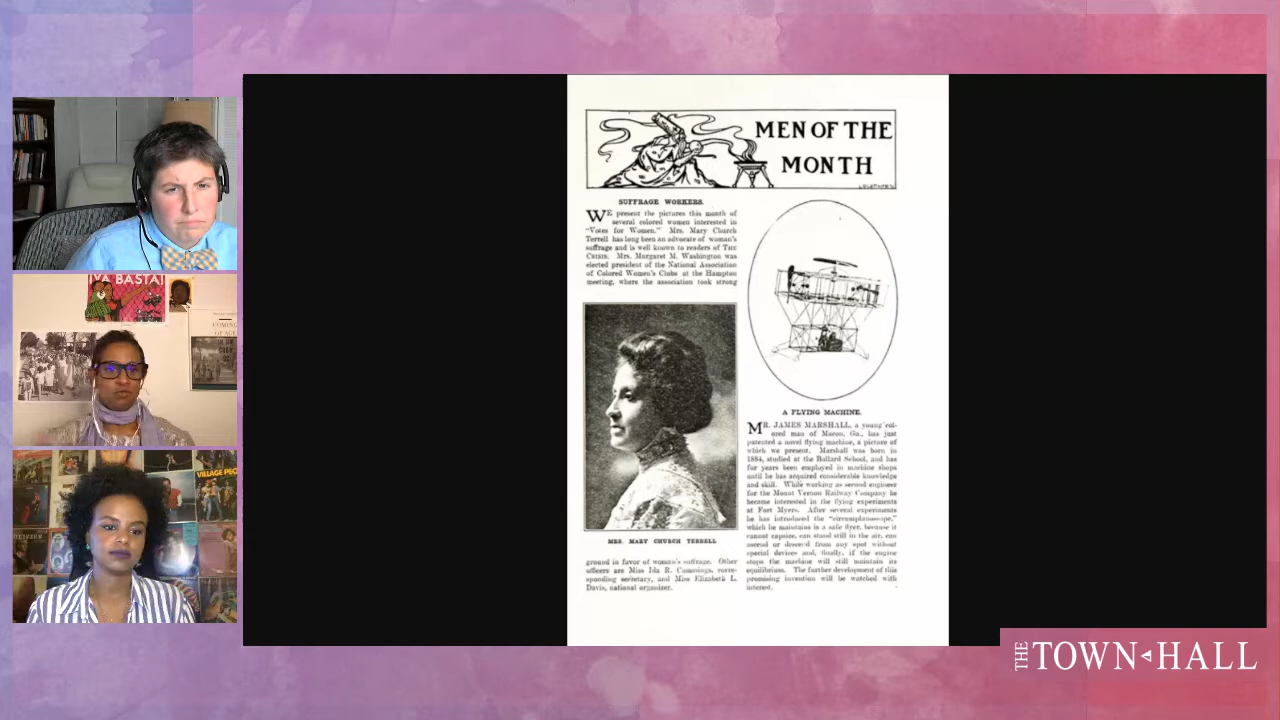 MEN OF THE
MONTH
SUFFRAGE WORKERS.
WE present the pictures this month of
several colored women interested in
"Votes for Women." Mrs. Mary Church
Terrell has long been an advocate of woman's
suffrage and is well known to readers of THE
CRISIS. Mrs. Margaret M. Washington was
elected president of the National Association
of Colored Women's Clubs at the Hampton
meeting, where the association took strong
MRS. MARY CHURCH TERRELL
ground in favor of woman's suffrage. Other
officers are Miss Ida R. Cummings, corre-
sponding secretary, and Miss Elizabeth L.
Davis, national organizer.
A FLYING MACHINE.
MR. JAMES MARSHALL, a young col-
ored man of Macon, Ga., has just
patented a novel flying machine, a picture of
which we present. Marshall was born in
1884, studied at the Ballard School, and has
for years been employed in machine shops
until he has acquired considerable knowledge
and skill. While working as second engineer
for the Mount Vernon Railway Company he
became interested in the flying experiments
at Fort Myers. After several experiments
he has introduced the
which he maintains is a safe flyer, because it
cannot capsize, can stand still in the air, can
ascend or descend from any spot without
special devices and, finally, if the engine
stops the machine will still maintain its
equilibrium. The further development of this
promising invention will be watched with
interest.
¡YA BASTA!
COMING
OF AGE
IN JIM
CROW
DC
VILLAGE PEOP
THE TOWN HALL